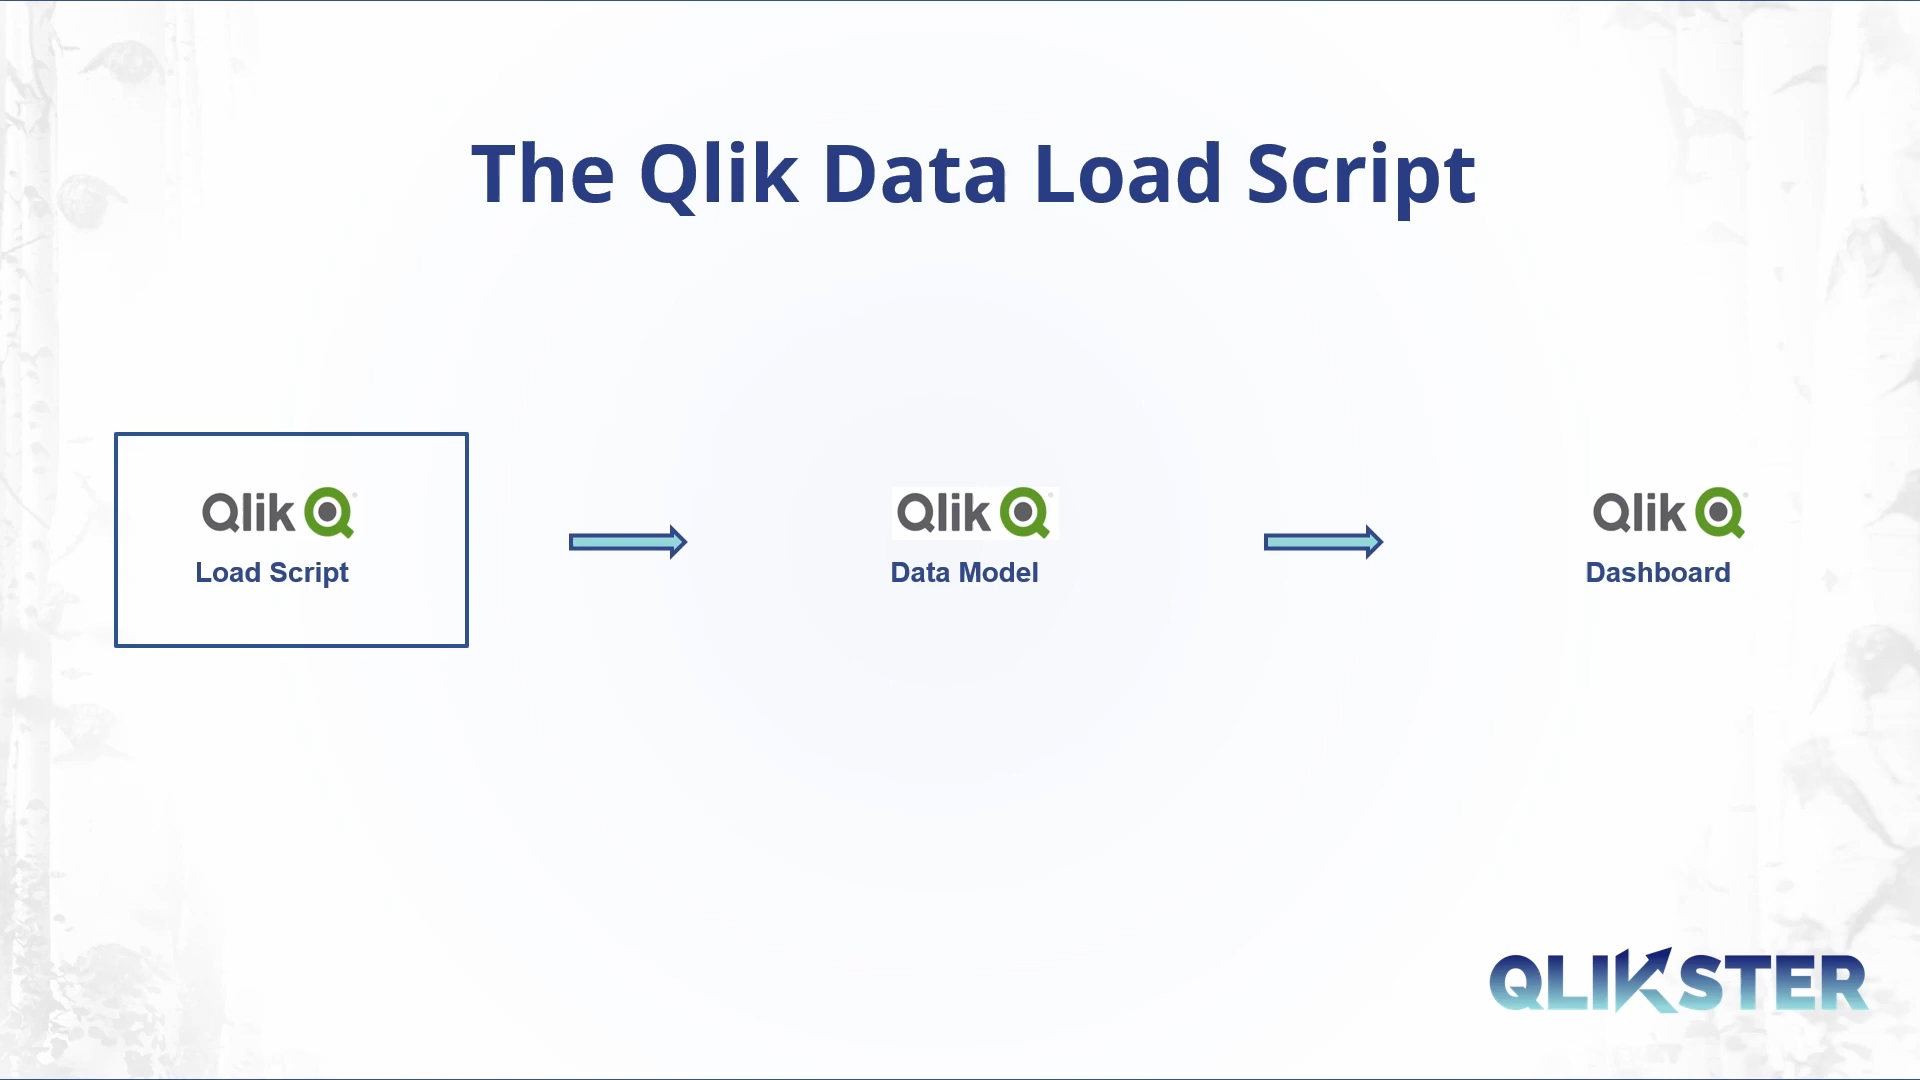 The Qlik Data Load Script
Qlik
Load Script
Qlik
Data Model
Qlik
Dashboard
QLIKSTER